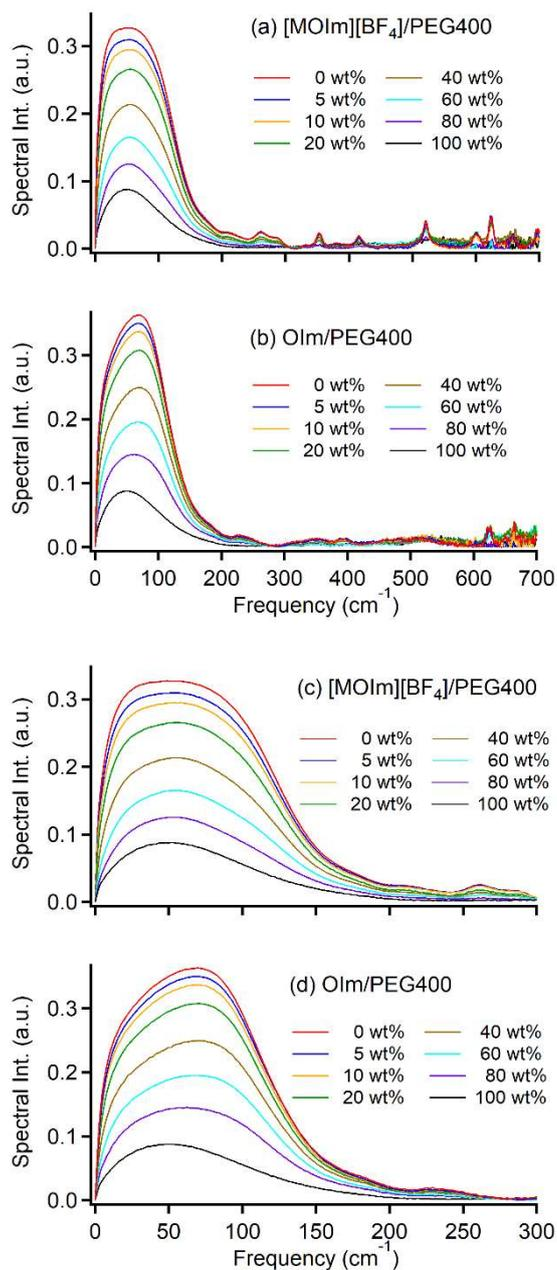 (a) [MOIm][BF4]/PEG400
0 wt% 40 wt%
5 wt% 60 wt%
10 wt% 80 wt%
20 wt% 100 wt%
Spectral Int. (a.u.)
0.3
0.2
0.1
0.0
(b) OIm/PEG400
0 wt% 40 wt%
5 wt% 60 wt%
10 wt% 80 wt%
20 wt% 100 wt%
Spectral Int. (a.u.)
0.3
0.2
0.1
0.0
0 100 200 300 400 500 600 700
Frequency (cm-1)
(c) [MOIm][BF4]/PEG400
0 wt% 40 wt%
5 wt% 60 wt%
10 wt% 80 wt%
20 wt% 100 wt%
Spectral Int. (a.u.)
0.3
0.2
0.1
0.0
(d) OIm/PEG400
0 wt% 40 wt%
5 wt% 60 wt%
10 wt% 80 wt%
20 wt% 100 wt%
Spectral Int. (a.u.)
0.3
0.2
0.1
0.0
0 50 100 150 200 250 300
Frequency (cm-1)